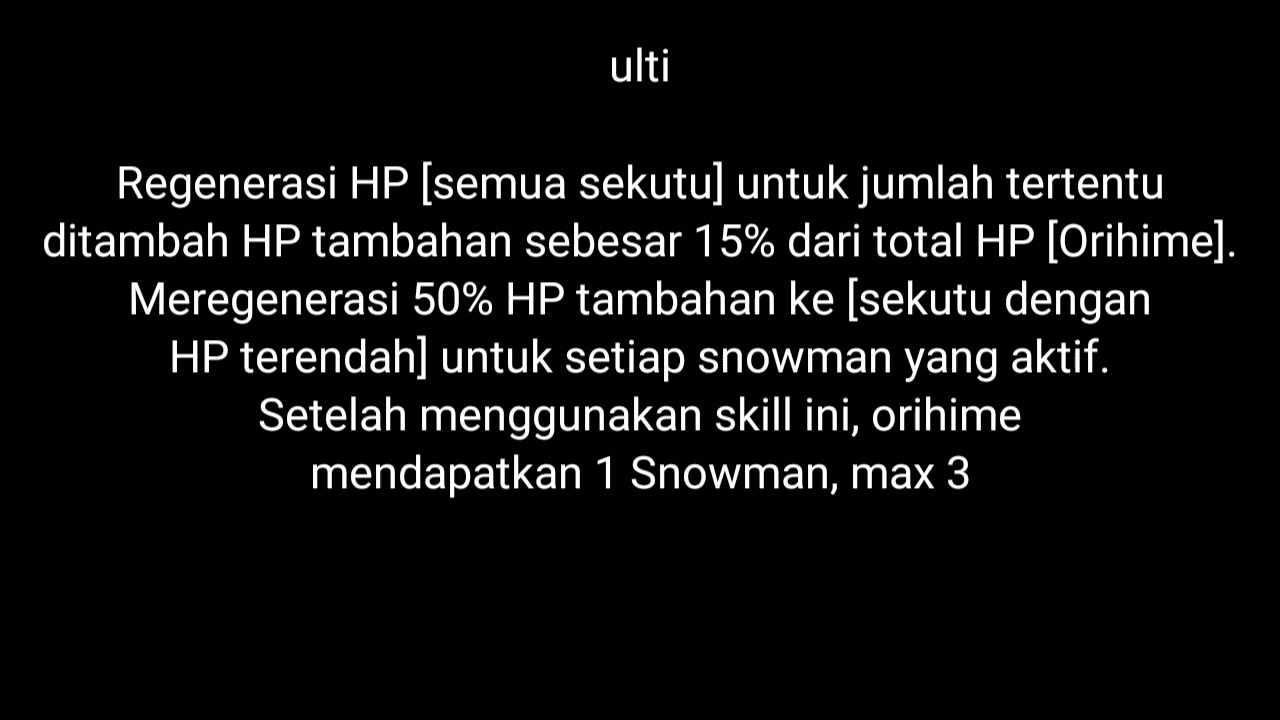 ulti
Regenerasi HP [semua sekutu] untuk jumlah tertentu
ditambah HP tambahan sebesar 15% dari total HP [Orihime].
Meregenerasi 50% HP tambahan ke [sekutu dengan
HP terendah] untuk setiap snowman yang aktif.
Setelah menggunakan skill ini, orihime
mendapatkan 1 Snowman, max 3